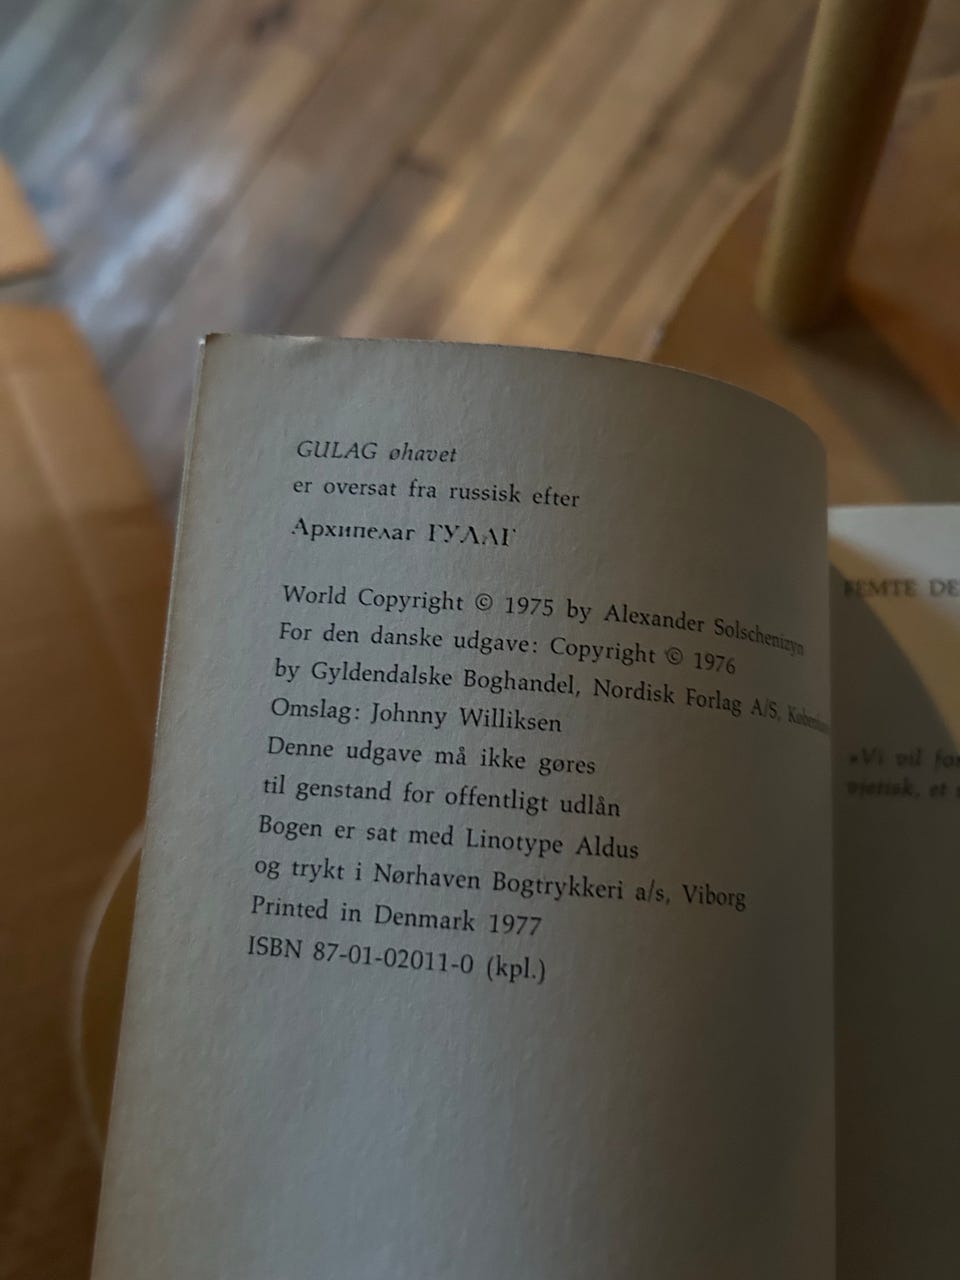 GULAG øhavet
er oversat fra russisk efter
Архипелаг ГУЛАГ
World Copyright © 1975 by Alexander Solschenizyn
For den danske udgave: Copyright © 1976
by Gyldendalske Boghandel, Nordisk Forlag A/S,
Omslag: Johnny Williksen
Denne udgave må ikke gøres
til genstand for offentligt udlån
Bogen er sat med Linotype Aldus
og trykt i Nørhaven Bogtrykkeri a/s, Viborg
Printed in Denmark 1977
ISBN 87-01-02011-0 (kpl.)
FEMTE
»Vi vil